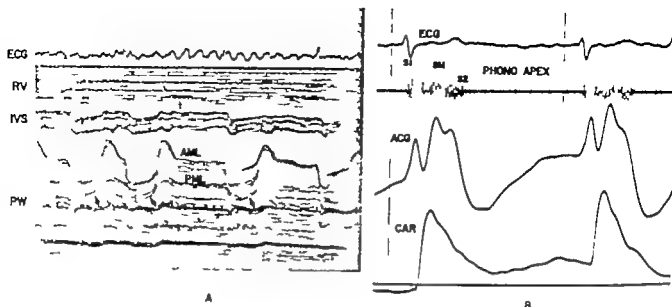 ECG
RV
IVS
AML
PML
PW
A
ECG
S1 SM S2
PHONO APEX
ACG
CAR
B